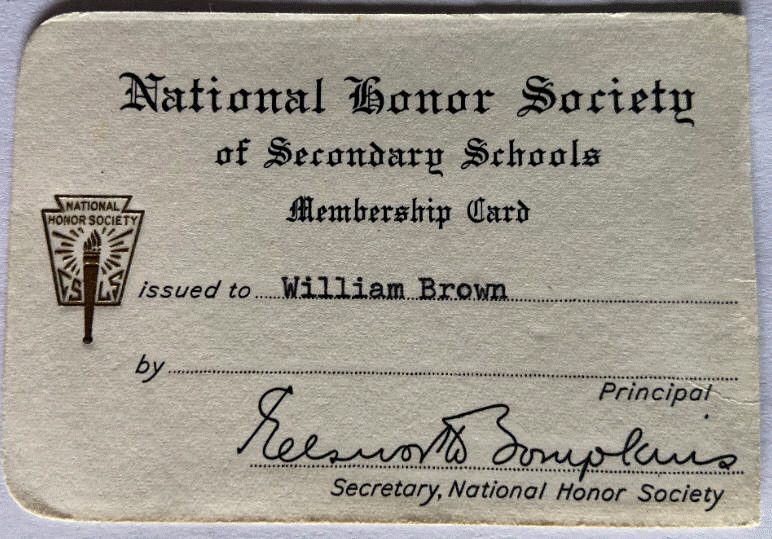 National Honor Society
of Secondary Schools
Membership Card
NATIONAL
HONOR SOCIETY
C S L S
issued to William Brown
by
Principal
Ellsworth Tompkins
Secretary, National Honor Society